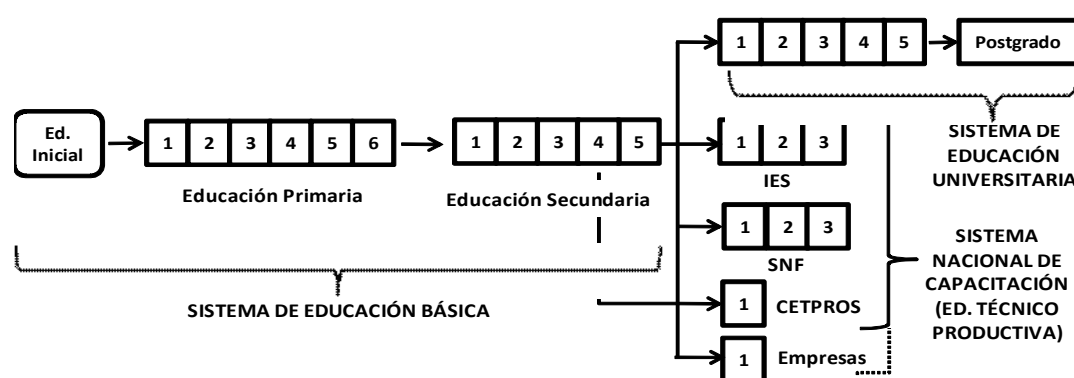 1 2 3 4 5
Postgrado
Ed.
Inicial
1 2 3 4 5 6
1 2 3 4 5
1 2 3
SISTEMA DE
EDUCACIÓN
UNIVERSITARIA
Educación Primaria
Educación Secundaria
IES
1 2 3
SNF
SISTEMA
NACIONAL DE
CAPACITACIÓN
(ED. TÉCNICO
PRODUCTIVA)
SISTEMA DE EDUCACIÓN BÁSICA
1
CETPROS
1
Empresas